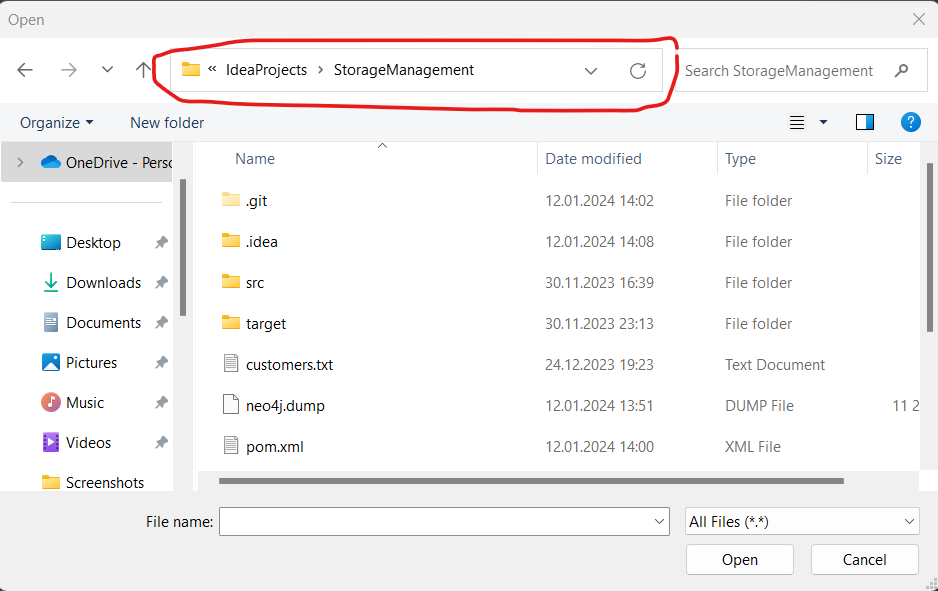 Open
« IdeaProjects > StorageManagement
Search StorageManagement
Organize
New folder
?
OneDrive - Perso
Name
Date modified
Type
Size
.git 12.01.2024 14:02 File folder
.idea 12.01.2024 14:08 File folder
src 30.11.2023 16:39 File folder
target 30.11.2023 23:13 File folder
customers.txt 24.12.2023 19:23 Text Document
neo4j.dump 12.01.2024 13:51 DUMP File 11 2
pom.xml 12.01.2024 14:00 XML File
Desktop
Downloads
Documents
Pictures
Music
Videos
Screenshots
File name:
All Files (*.*)
Open
Cancel